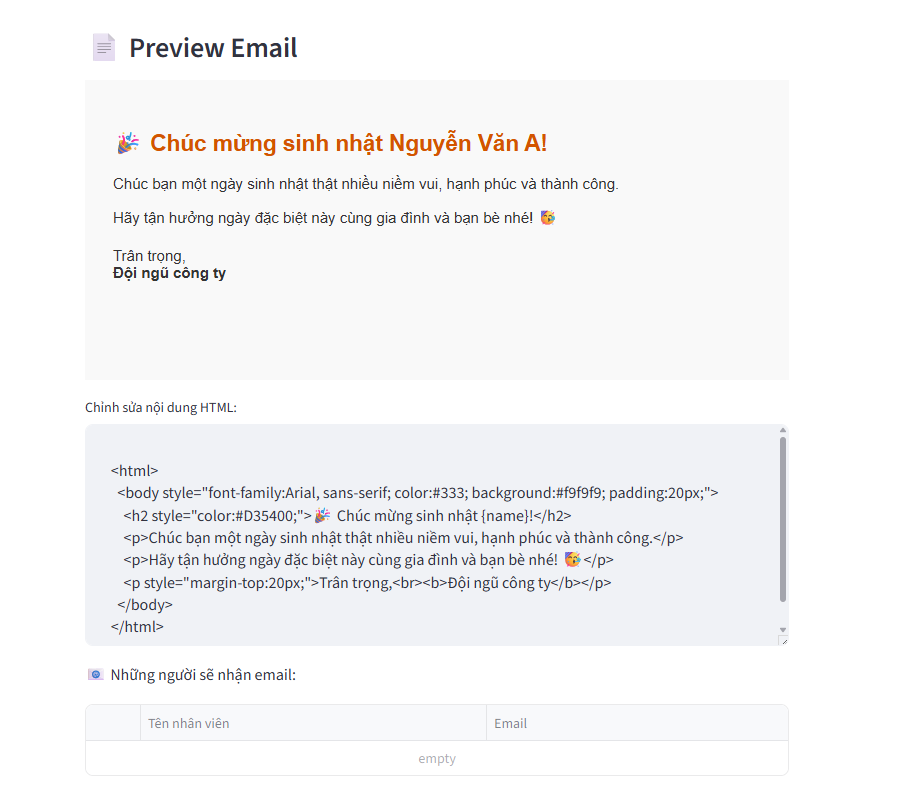 Preview Email
🎉 Chúc mừng sinh nhật Nguyễn Văn A!
Chúc bạn một ngày sinh nhật thật nhiều niềm vui, hạnh phúc và thành công.
Hãy tận hưởng ngày đặc biệt này cùng gia đình và bạn bè nhé! 🥳
Trân trọng,
Đội ngũ công ty
Chỉnh sửa nội dung HTML:
<html>
<body style="font-family:Arial, sans-serif; color:#333; background:#f9f9f9; padding:20px;">
<h2 style="color:#D35400;">🎉 Chúc mừng sinh nhật {name}!</h2>
<p>Chúc bạn một ngày sinh nhật thật nhiều niềm vui, hạnh phúc và thành công.</p>
<p>Hãy tận hưởng ngày đặc biệt này cùng gia đình và bạn bè nhé! 🥳</p>
<p style="margin-top:20px;">Trân trọng,<br><b>Đội ngũ công ty</b></p>
</body>
</html>
Những người sẽ nhận email:
Tên nhân viên Email
empty